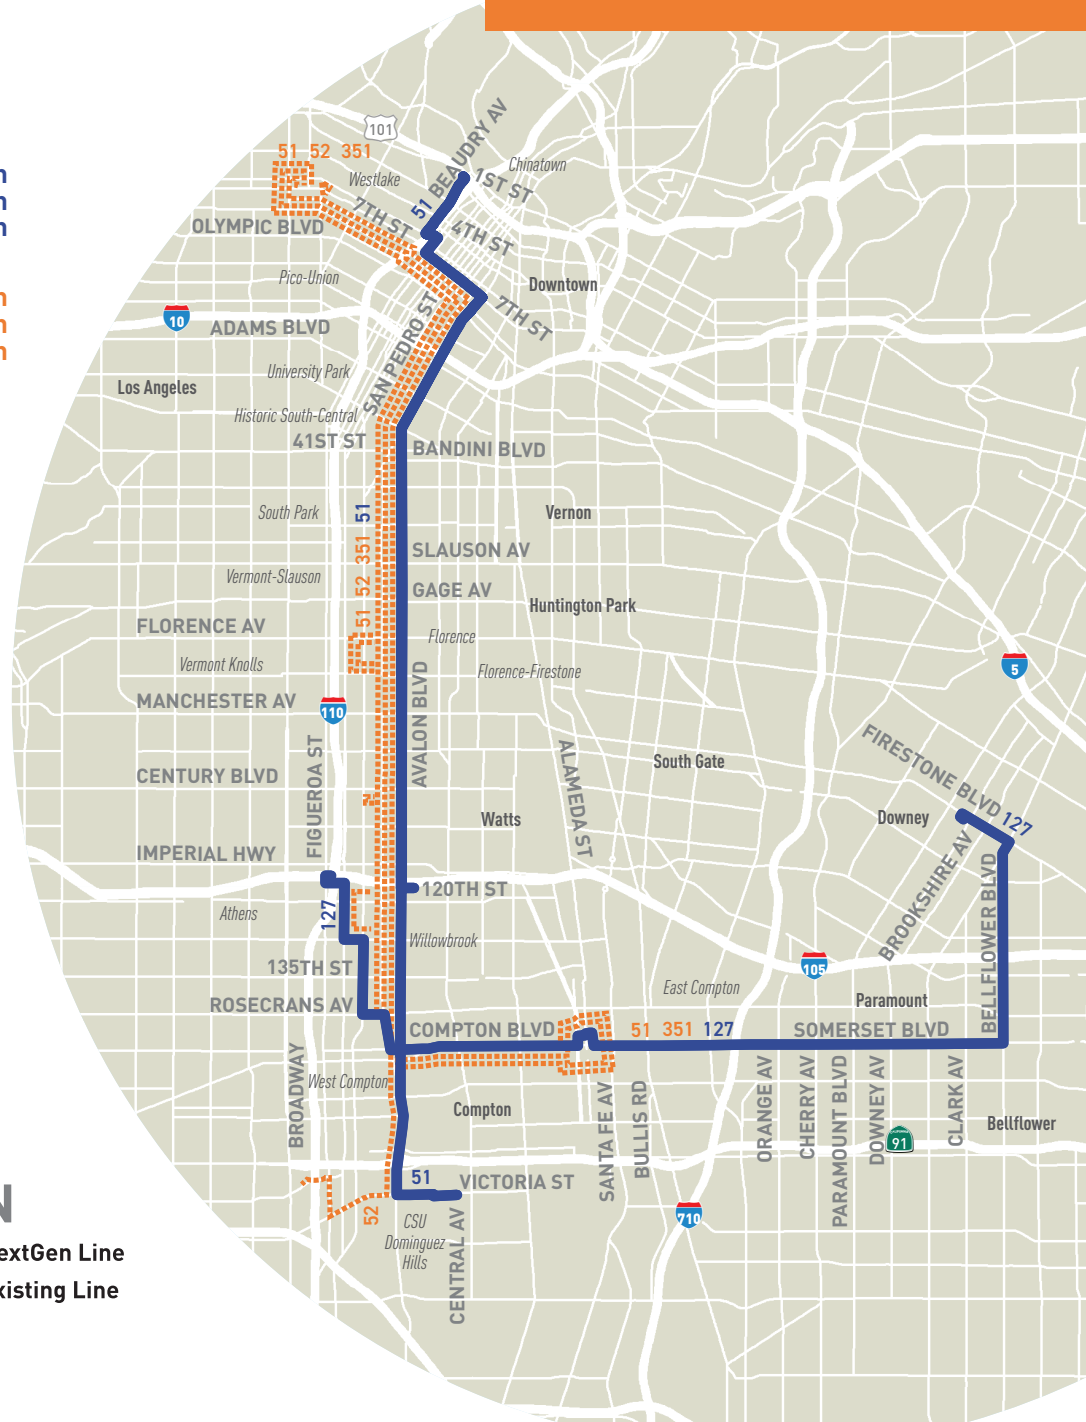 101
51 52 351
Westlake
BEAUDRY AV
Chinatown
1ST ST
51
7TH ST
4TH ST
OLYMPIC BLVD
Pico-Union
Downtown
10
ADAMS BLVD
7TH ST
SAN PEDRO ST
University Park
Los Angeles
Historic South-Central
41ST ST
BANDINI BLVD
South Park
Vernon
51 52 351 51
SLAUSON AV
Vermont-Slauson
GAGE AV
Huntington Park
FLORENCE AV
Florence
Vermont Knolls
Florence-Firestone
5
MANCHESTER AV
110
AVALON BLVD
FIGUEROA ST
ALAMEDA ST
South Gate
FIRESTONE BLVD
127
CENTURY BLVD
Watts
Downey
IMPERIAL HWY
BROOKSHIRE AV
BELLFLOWER BLVD
120TH ST
127
Athens
Willowbrook
135TH ST
105
East Compton
Paramount
ROSECRANS AV
COMPTON BLVD
51 351 127
SOMERSET BLVD
BROADWAY
West Compton
Compton
SANTA FE AV
BULLIS RD
ORANGE AV
CHERRY AV
PARAMOUNT BLVD
DOWNEY AV
CALIFORNIA
91
CLARK AV
Bellflower
51
VICTORIA ST
52
CSU
Dominguez
Hills
CENTRAL AV
710
N
extGen Line
xisting Line